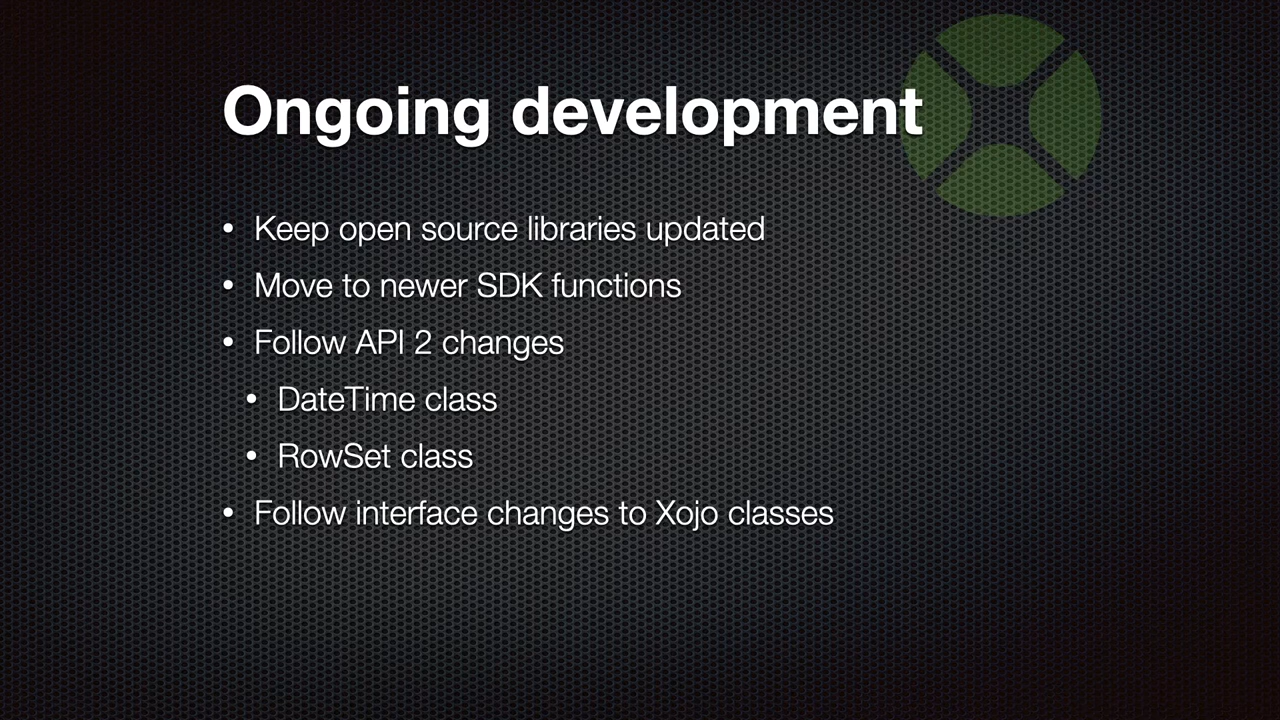 Ongoing development
• Keep open source libraries updated
• Move to newer SDK functions
• Follow API 2 changes
• DateTime class
• RowSet class
• Follow interface changes to Xojo classes